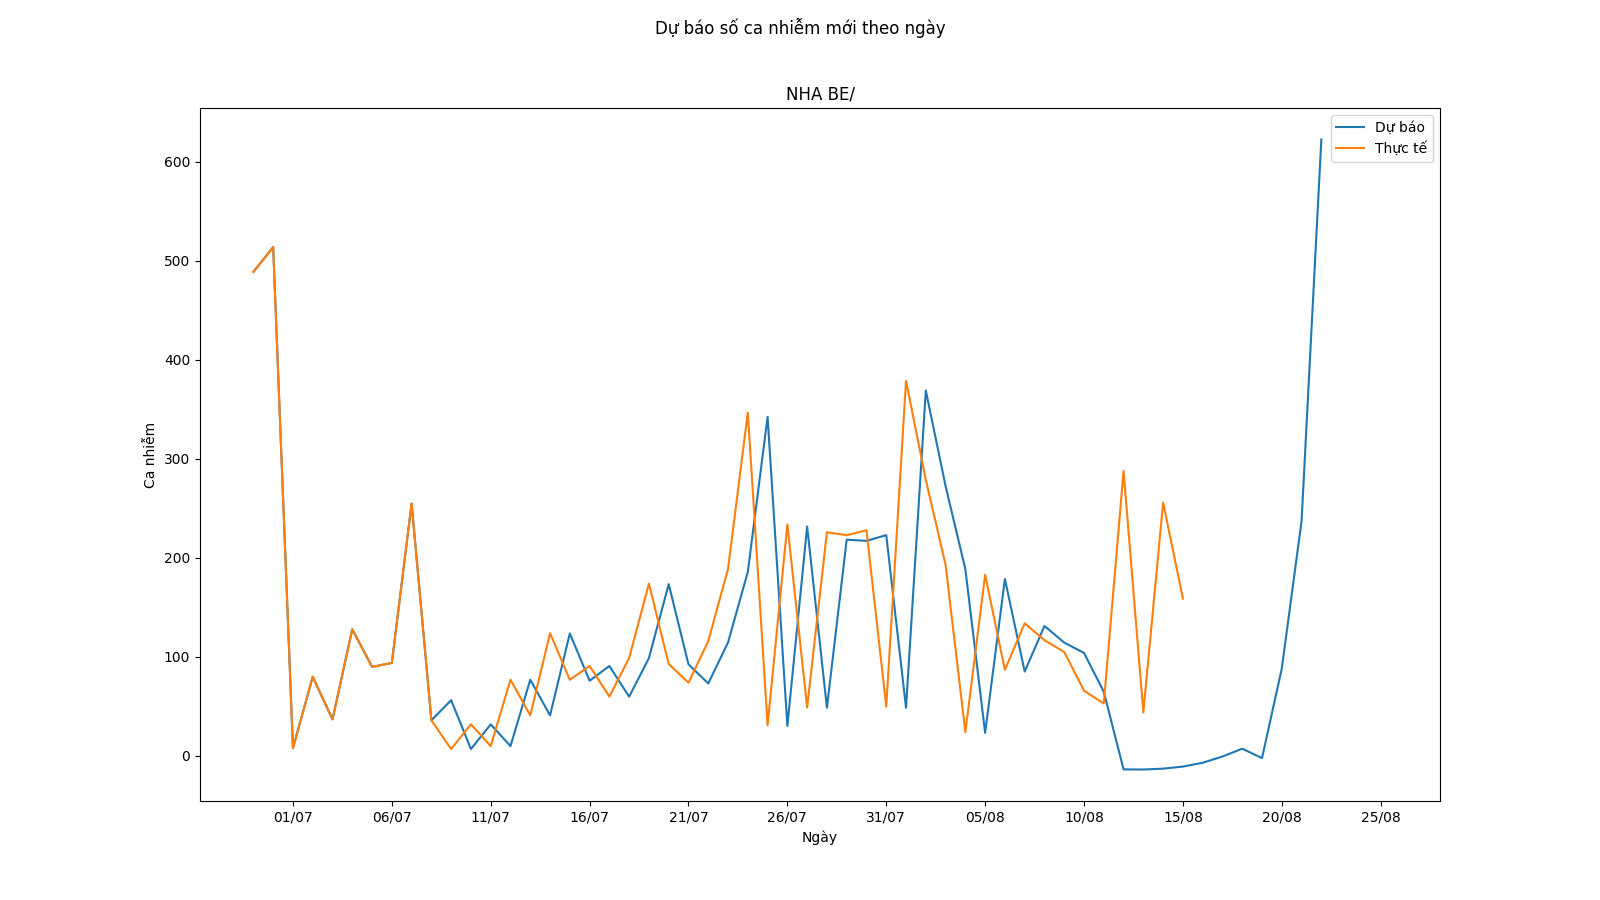 Dự báo số ca nhiễm mới theo ngày
NHA BE/
Dự báo
Thực tế
600
500
400
300
200
100
0
Ca nhiễm
01/07 06/07 11/07 16/07 21/07 26/07 31/07 05/08 10/08 15/08 20/08 25/08
Ngày